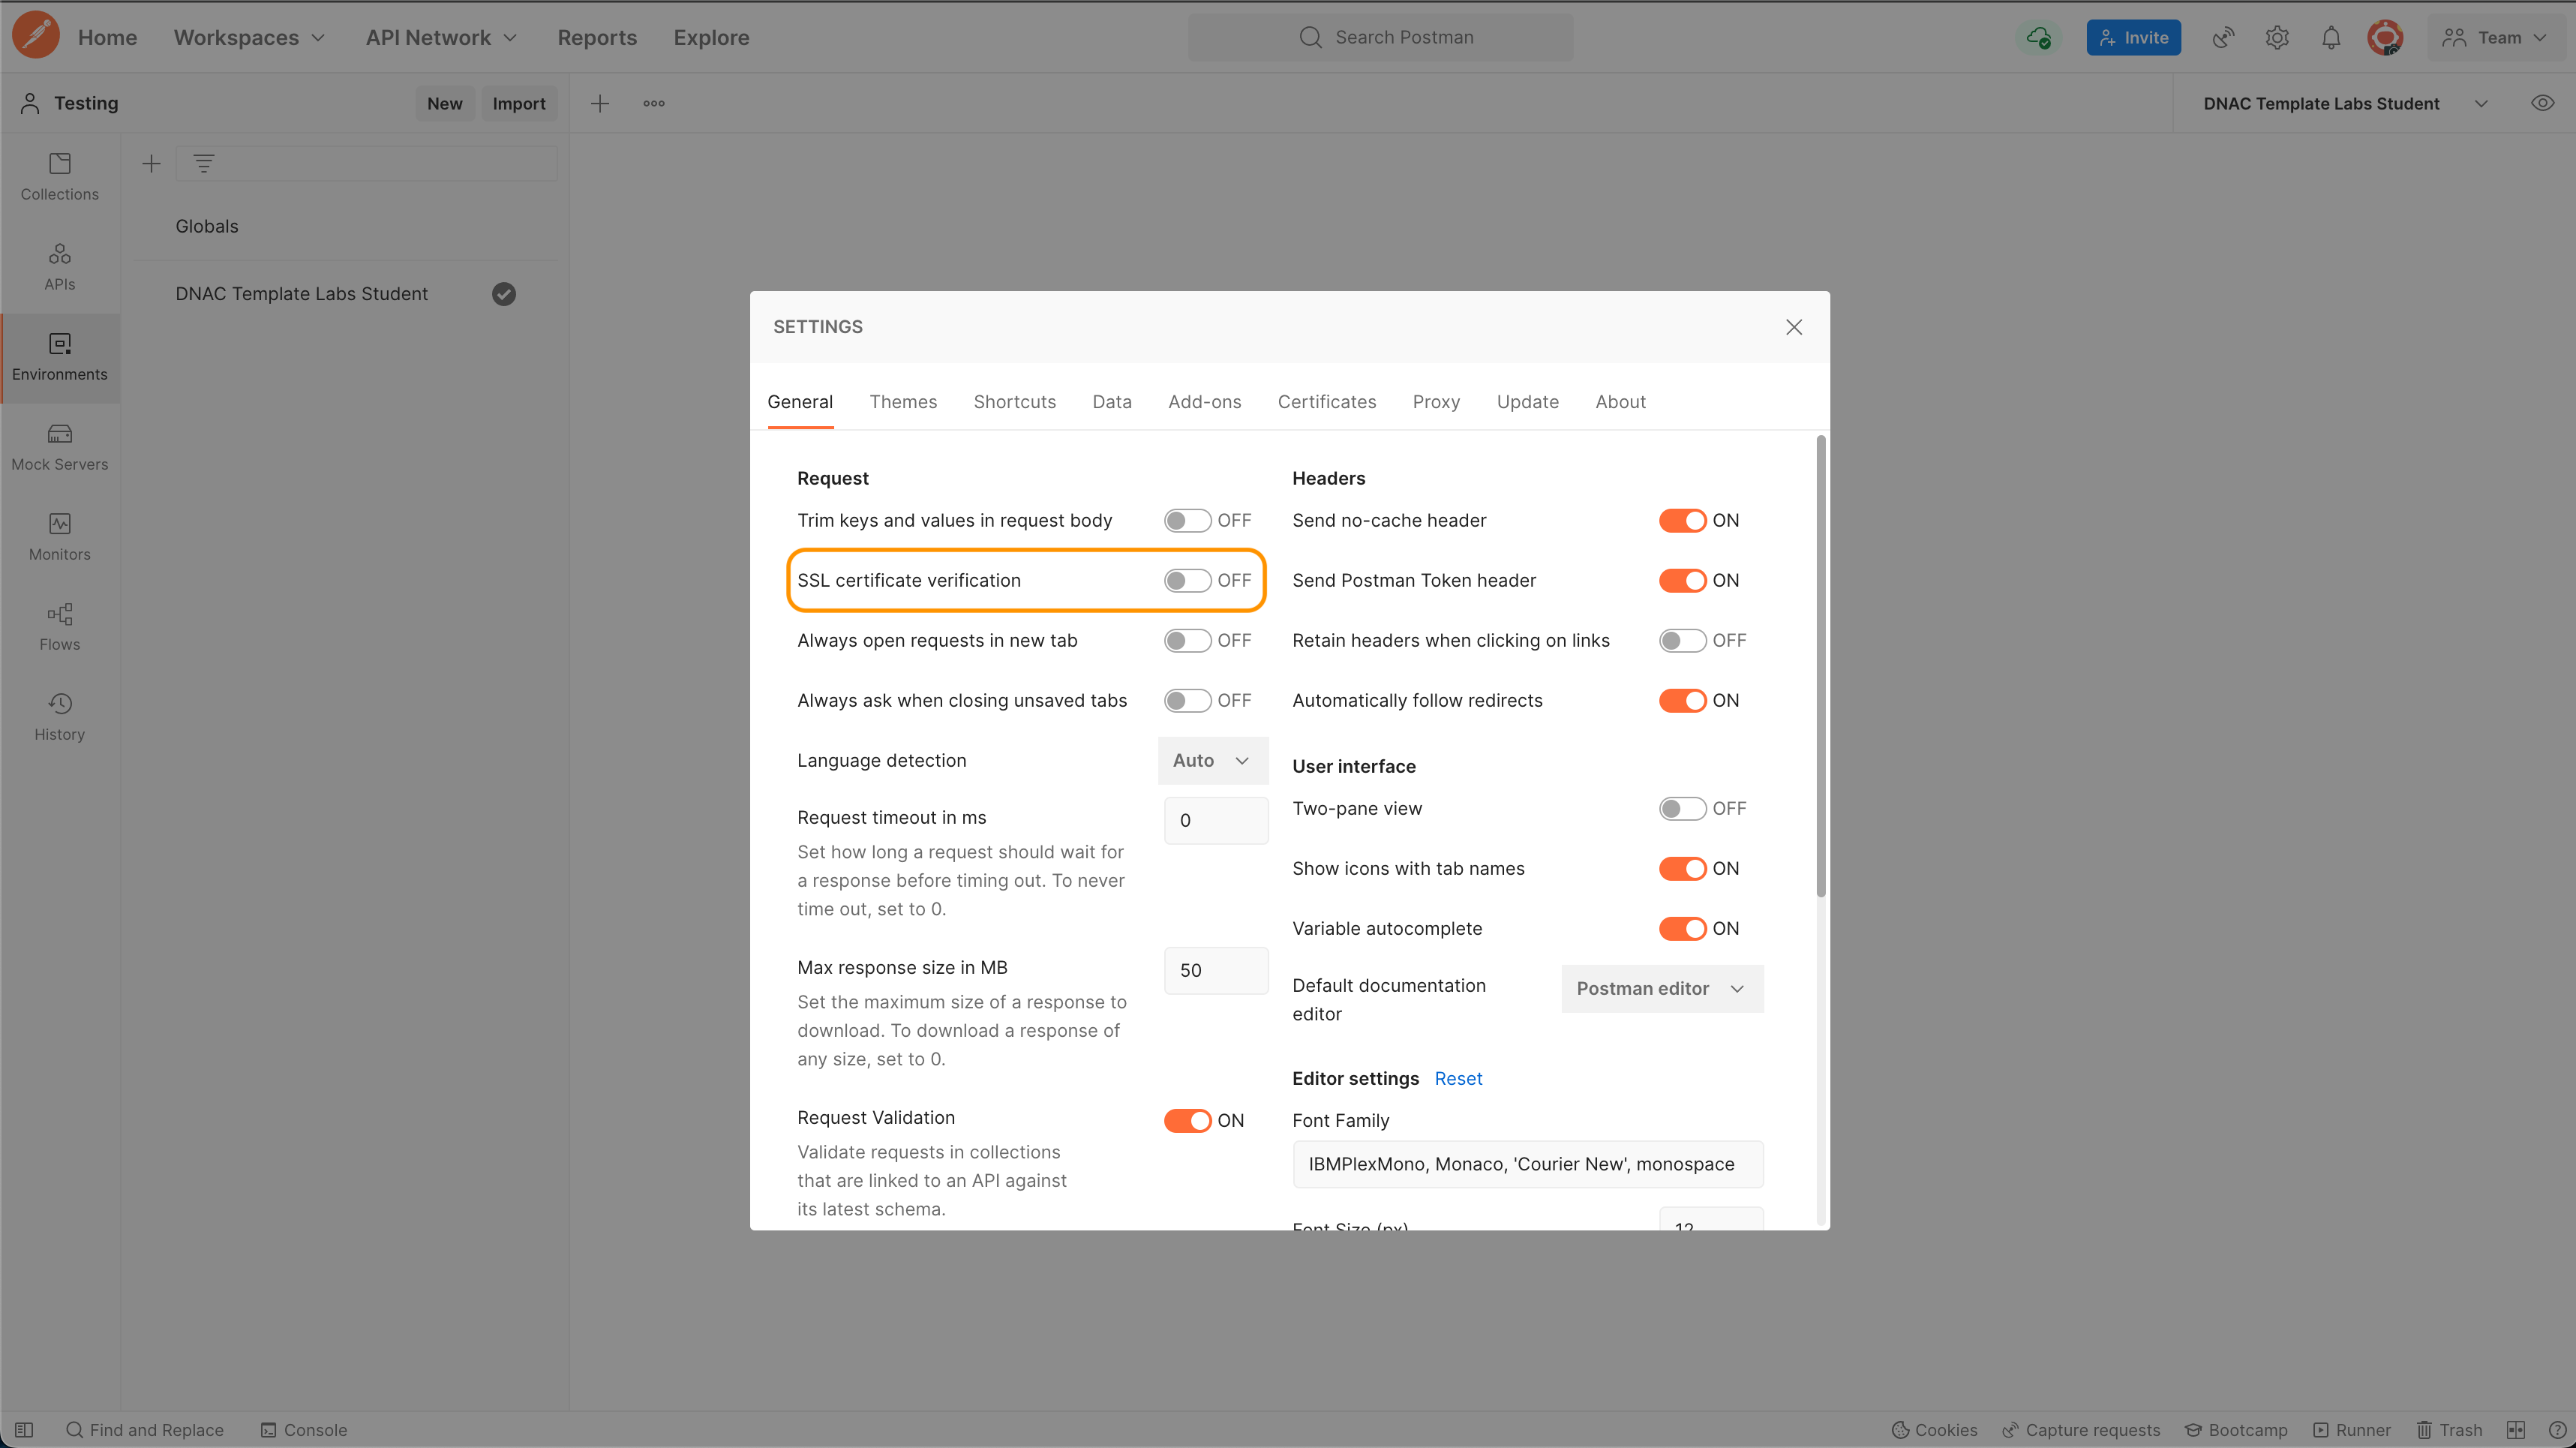 Home Workspaces API Network Reports Explore Search Postman Invite Team
Testing New Import DNAC Template Labs Student
Collections
Globals
APIs
DNAC Template Labs Student
Environments
Mock Servers
Monitors
Flows
History
SETTINGS
General Themes Shortcuts Data Add-ons Certificates Proxy Update About
Request
Trim keys and values in request body OFF
SSL certificate verification OFF
Always open requests in new tab OFF
Always ask when closing unsaved tabs OFF
Language detection Auto
Request timeout in ms 0
Set how long a request should wait for
a response before timing out. To never
time out, set to 0.
Max response size in MB 50
Set the maximum size of a response to
download. To download a response of
any size, set to 0.
Request Validation ON
Validate requests in collections
that are linked to an API against
its latest schema.
Headers
Send no-cache header ON
Send Postman Token header ON
Retain headers when clicking on links OFF
Automatically follow redirects ON
User interface
Two-pane view OFF
Show icons with tab names ON
Variable autocomplete ON
Default documentation
editor
Postman editor
Editor settings Reset
Font Family
IBMPlexMono, Monaco, 'Courier New', monospace
Font Size (px) 12
Find and Replace Console Cookies Capture requests Bootcamp Runner Trash